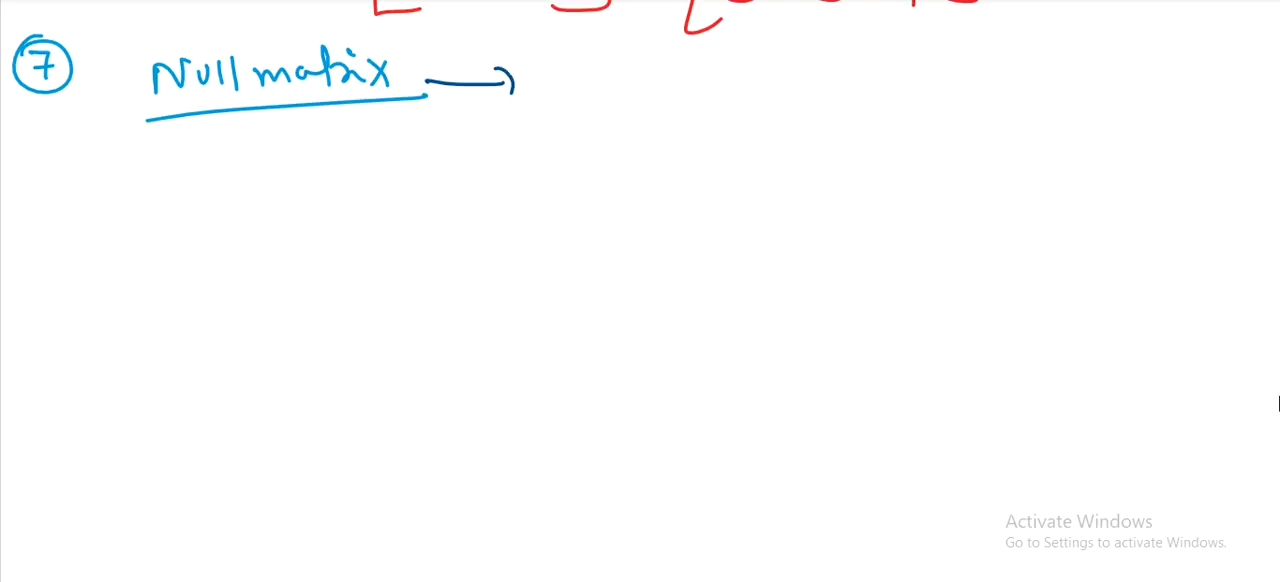 7 Null matrix →
Activate Windows
Go to Settings to activate Windows.